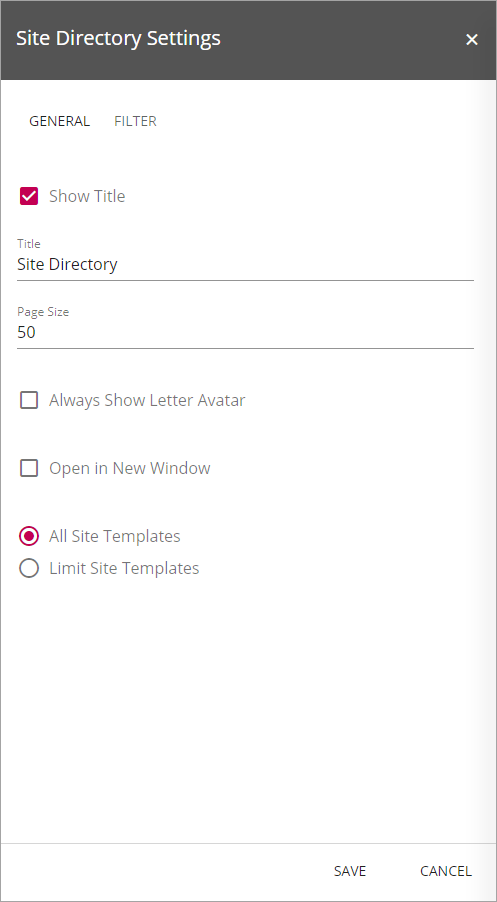 Site Directory Settings
GENERAL FILTER
Show Title
Title
Site Directory
Page Size
50
Always Show Letter Avatar
Open in New Window
All Site Templates
Limit Site Templates
SAVE CANCEL